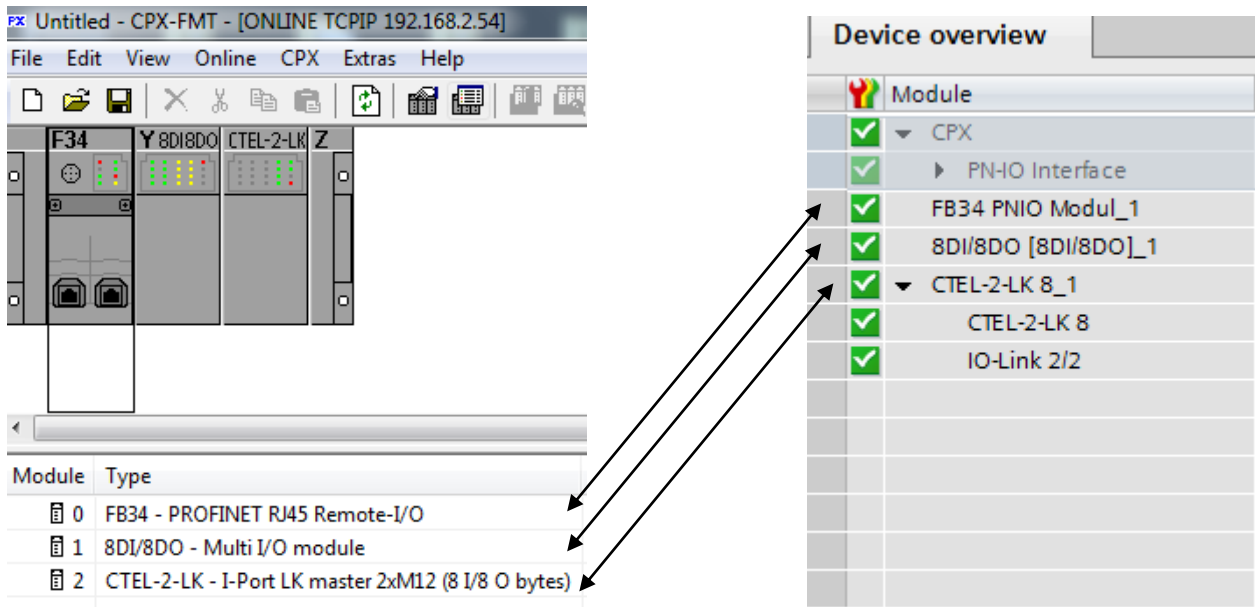 PX Untitled - CPX-FMT - [ONLINE TCPIP 192.168.2.54]
File Edit View Online CPX Extras Help
F34 Y 8DI8DO CTEL-2-LK Z
Module Type
0 FB34 - PROFINET RJ45 Remote-I/O
1 8DI/8DO - Multi I/O module
2 CTEL-2-LK - I-Port LK master 2xM12 (8 I/8 O bytes)
Device overview
Module
CPX
PN-IO Interface
FB34 PNIO Modul_1
8DI/8DO [8DI/8DO]_1
CTEL-2-LK 8_1
CTEL-2-LK 8
IO-Link 2/2